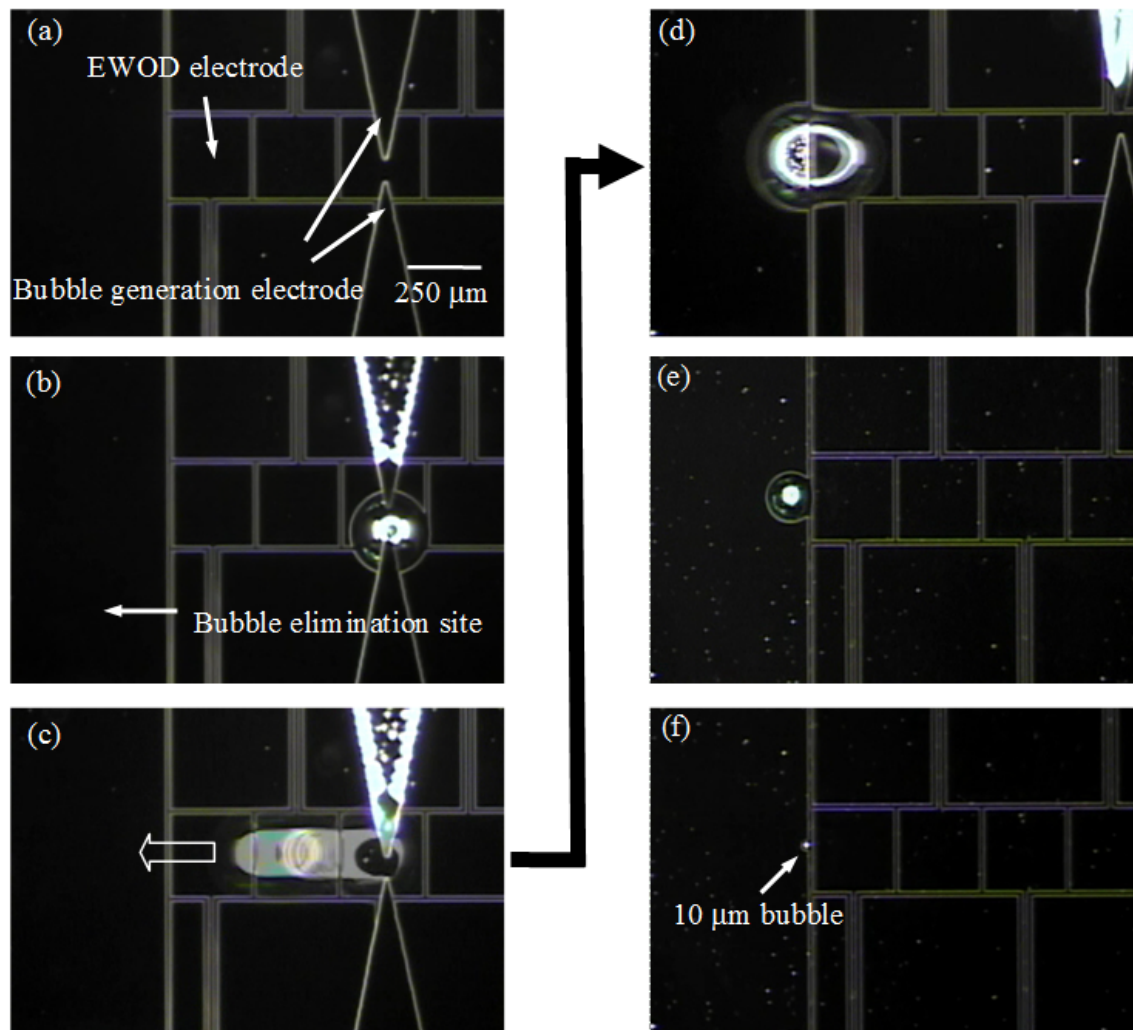 (a)
EWOD electrode
Bubble generation electrode
250 μm
(b)
Bubble elimination site
(c)
(d)
(e)
(f)
10 μm bubble